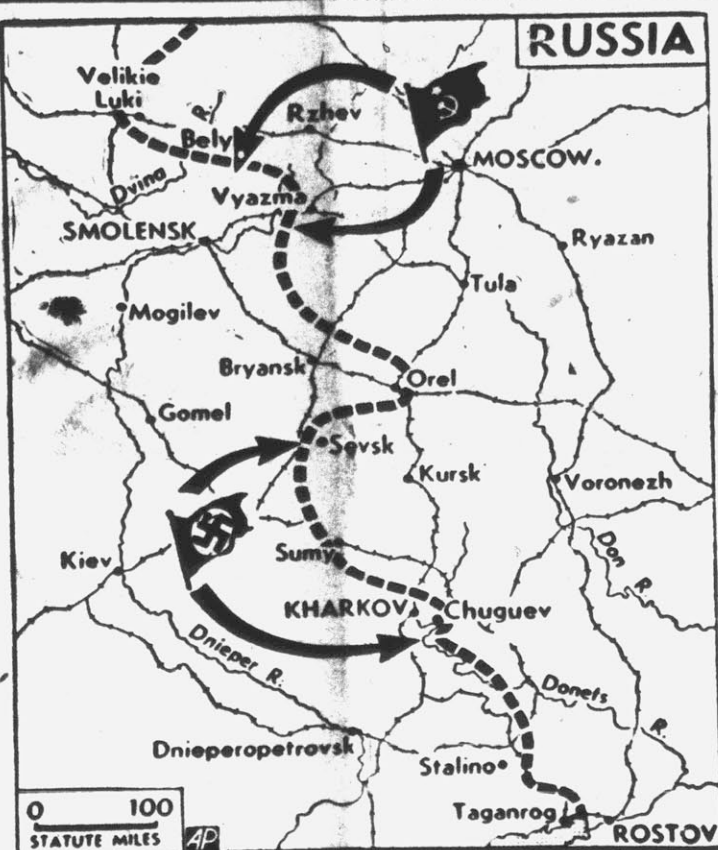 RUSSIA
Velikie
Luki
R.
Rzhev
Bely
MOSCOW.
Dvina
Vyazma
SMOLENSK
Ryazan
Tula
Mogilev
Bryansk
Orel
Gomel
Sevsk
Kursk
Voronezh
Don R.
Kiev
Sumy
KHARKOV
Chuguev
Dnieper R.
Donets
R.
Dnieperopetrovsk
Stalino
Taganrog
ROSTOV
0 100
STATUTE MILES
AP